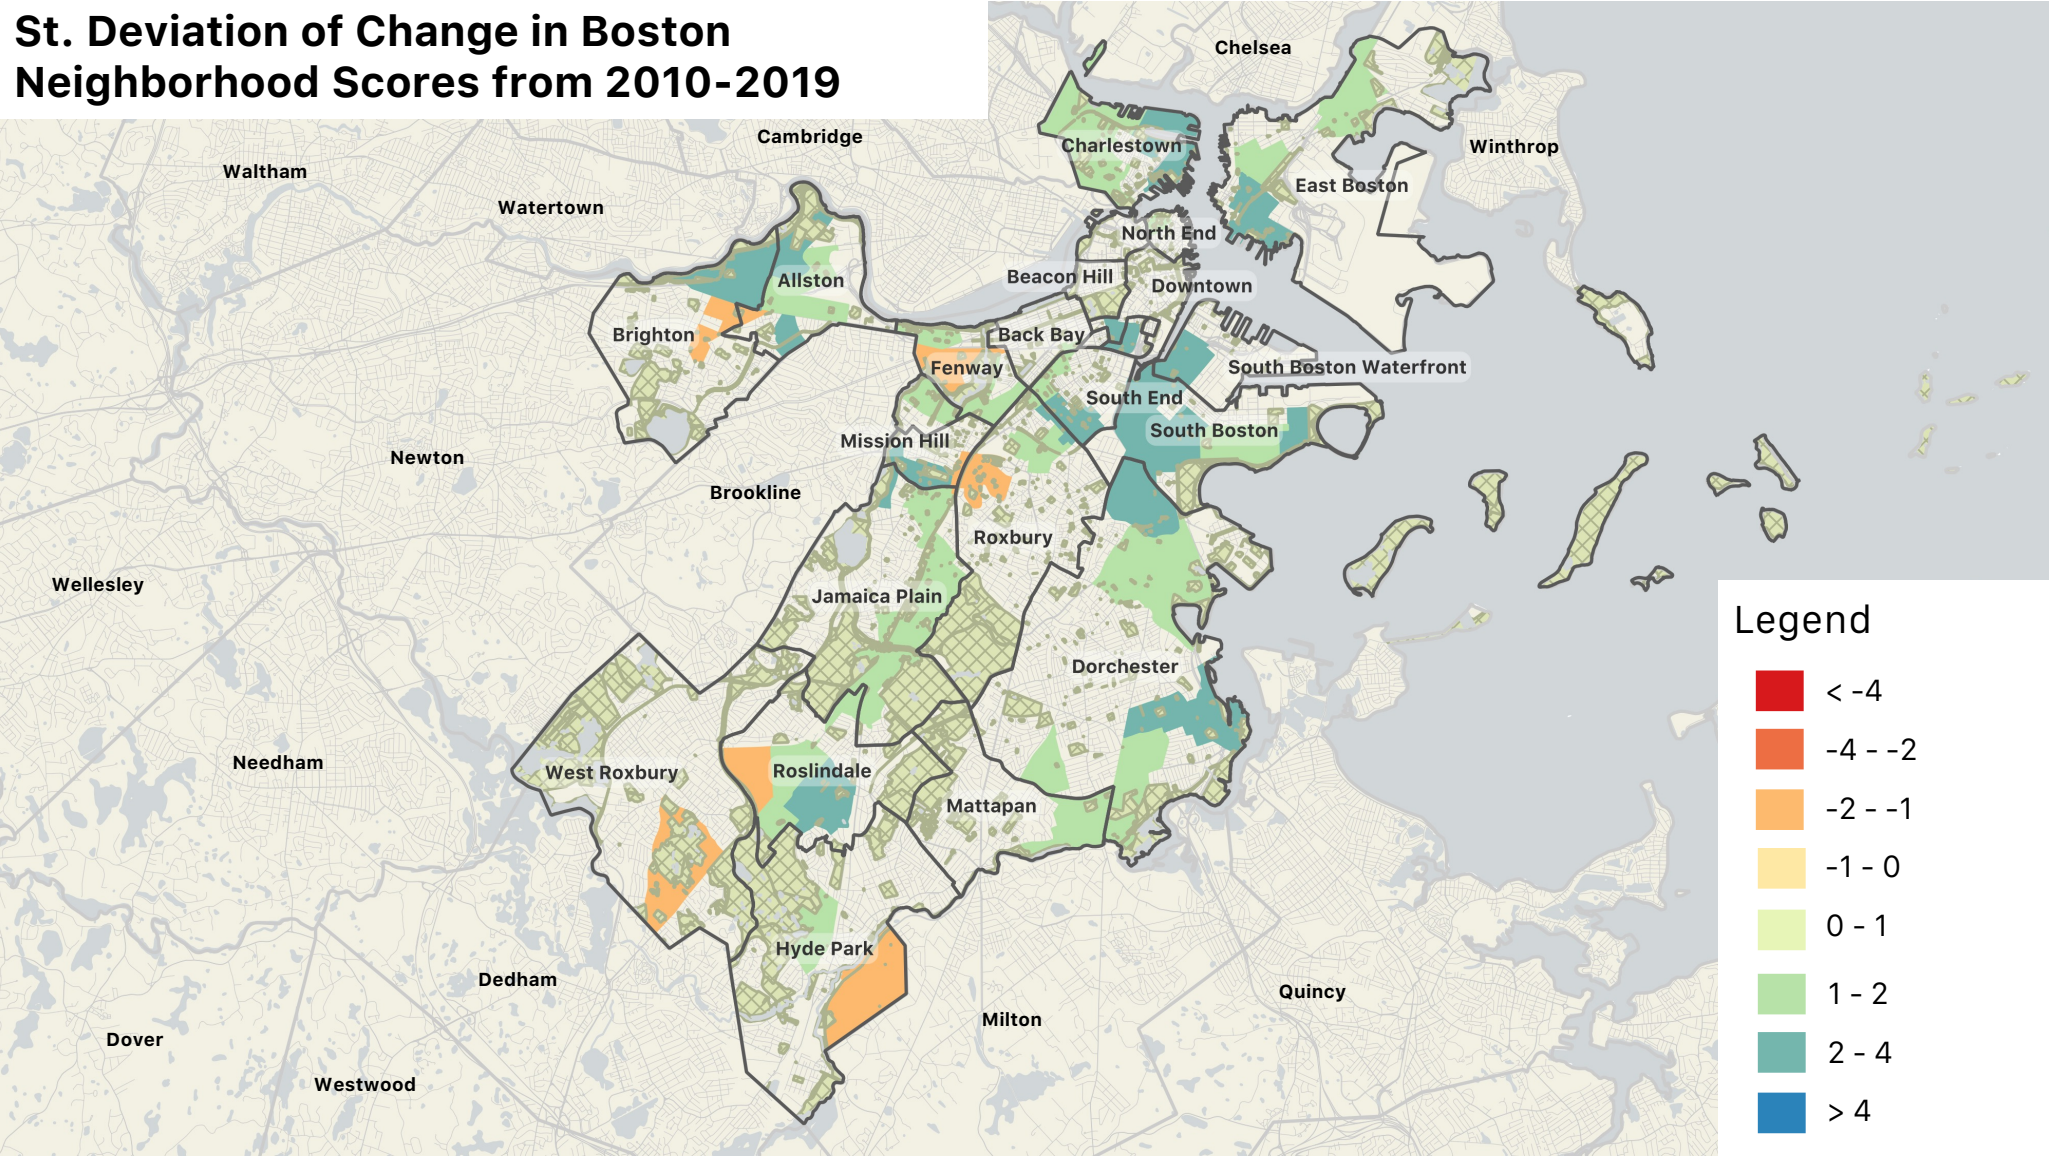 St. Deviation of Change in Boston
Neighborhood Scores from 2010-2019
Chelsea
Cambridge
Charlestown
Winthrop
Waltham
East Boston
Watertown
North End
Beacon Hill
Allston
Downtown
Brighton
Back Bay
Fenway
South Boston Waterfront
South End
South Boston
Mission Hill
Newton
Brookline
Roxbury
Wellesley
Jamaica Plain
Dorchester
Needham
West Roxbury
Roslindale
Mattapan
Hyde Park
Dedham
Quincy
Milton
Dover
Westwood
Legend
< -4
-4 - -2
-2 - -1
-1 - 0
0 - 1
1 - 2
2 - 4
> 4